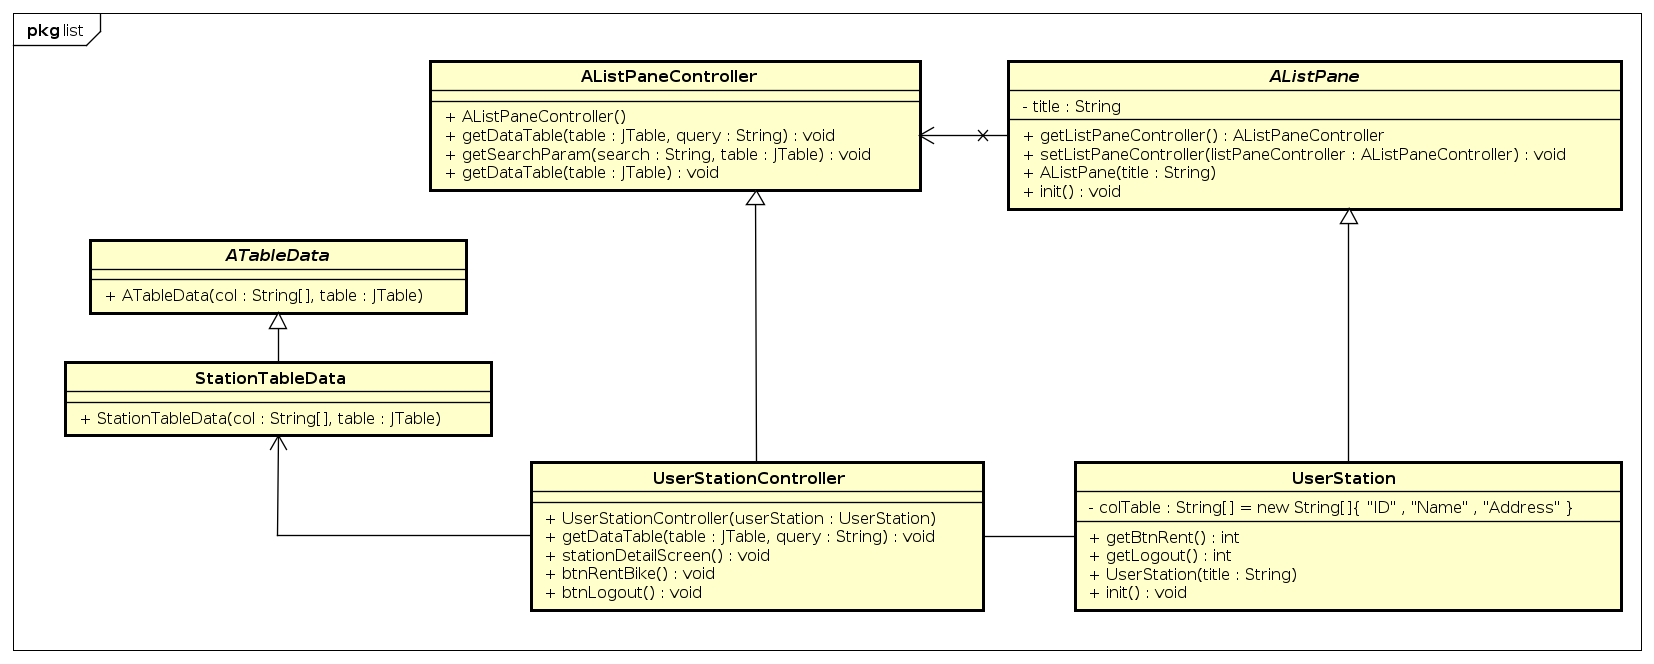 pkg list
AListPaneController
+ AListPaneController()
+ getDataTable(table : JTable, query : String) : void
+ getSearchParam(search : String, table : JTable) : void
+ getDataTable(table : JTable) : void
AListPane
- title : String
+ getListPaneController() : AListPaneController
+ setListPaneController(listPaneController : AListPaneController) : void
+ AListPane(title : String)
+ init() : void
ATableData
+ ATableData(col : String[], table : JTable)
StationTableData
+ StationTableData(col : String[], table : JTable)
UserStationController
+ UserStationController(userStation : UserStation)
+ getDataTable(table : JTable, query : String) : void
+ stationDetailScreen() : void
+ btnRentBike() : void
+ btnLogout() : void
UserStation
- colTable : String[] = new String[]{ "ID" , "Name" , "Address" }
+ getBtnRent() : int
+ getLogout() : int
+ UserStation(title : String)
+ init() : void